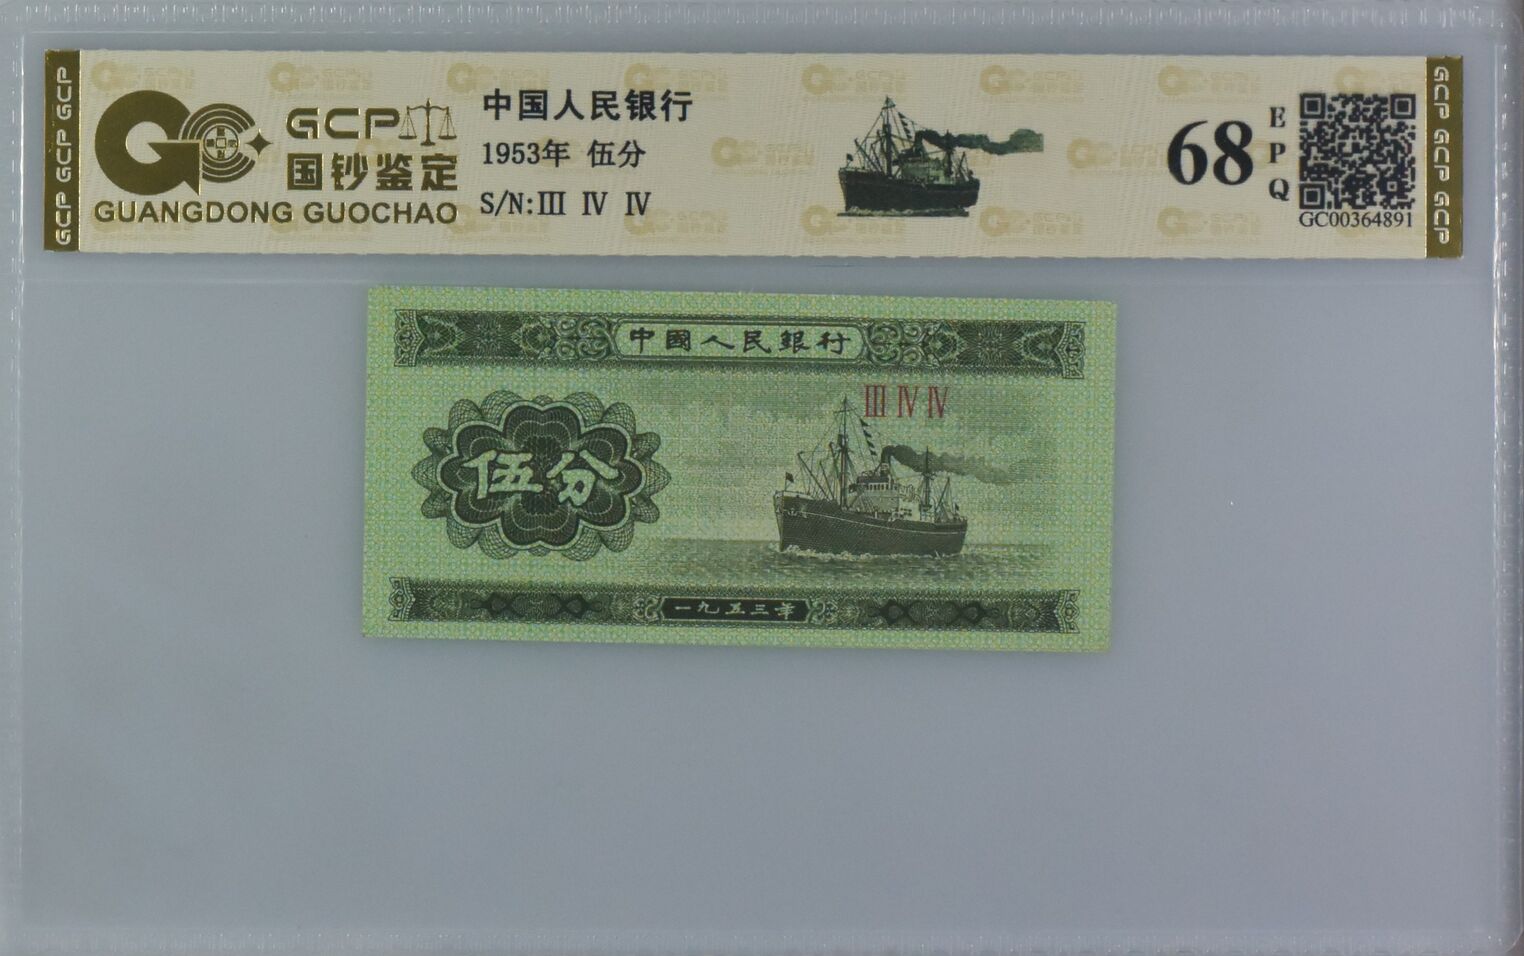 GCP GCP GCP
GCP
国钞鉴定
GUANGDONG GUOCHAO
中国人民银行
1953年 伍分
S/N:III IV IV
68
EPQ
GC00364891
GCP GCP GCP
中國人民銀行
III IV IV
伍分
一九五三年